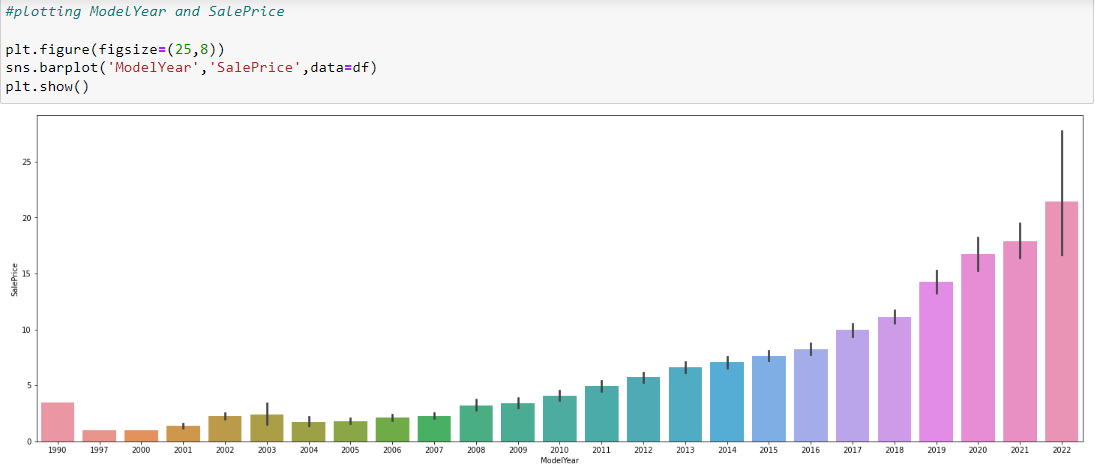 #plotting ModelYear and SalePrice
plt.figure(figsize=(25,8))
sns.barplot('ModelYear','SalePrice',data=df)
plt.show()
25
20
15
10
5
0
SalePrice
1990 1997 2000 2001 2002 2003 2004 2005 2006 2007 2008 2009 2010 2011 2012 2013 2014 2015 2016 2017 2018 2019 2020 2021 2022
ModelYear